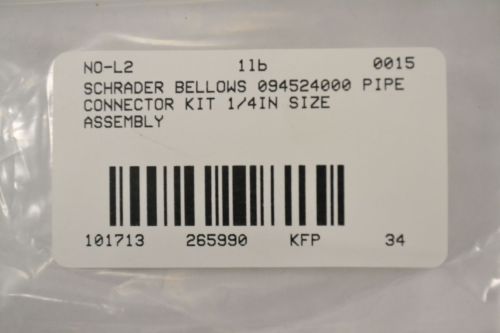 NO-L2 11b 0015
SCHRADER BELLOWS 094524000 PIPE
CONNECTOR KIT 1/4IN SIZE
ASSEMBLY
101713 265990 KFP 34